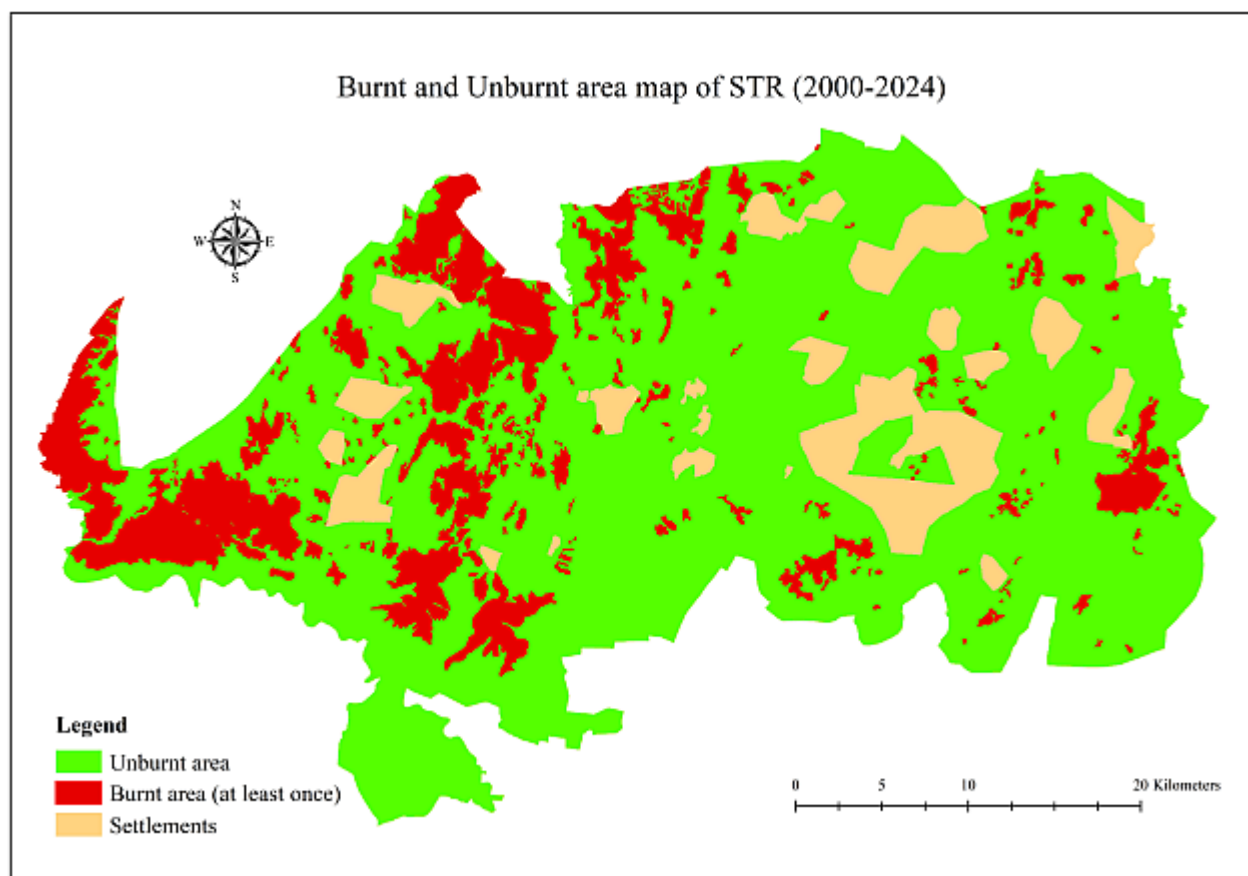 Burnt and Unburnt area map of STR (2000-2024)
N
W E
S
Legend
Unburnt area
Burnt area (at least once)
Settlements
0 5 10 20 Kilometers